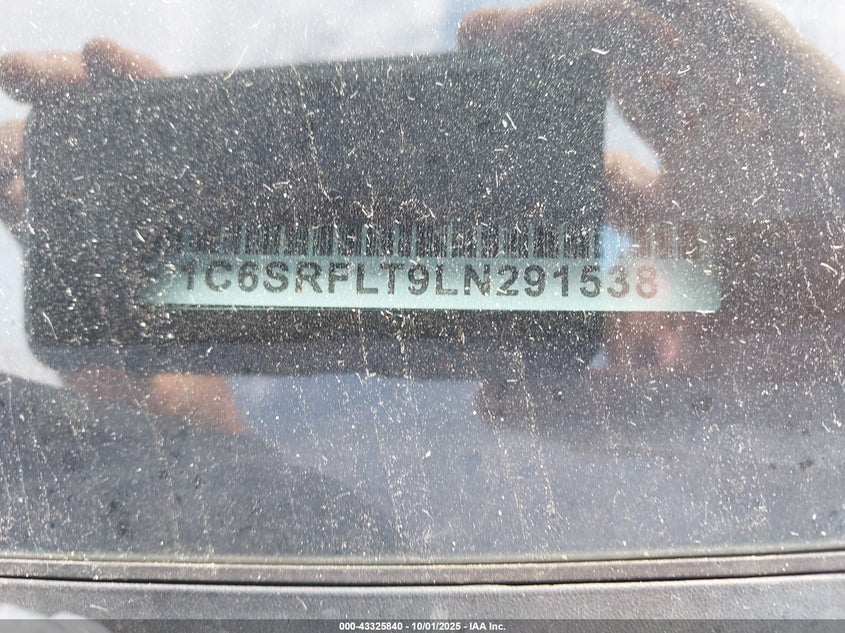 1C6SRFLT9LN291538
000-43325840 - 10/01/2025 - IAA Inc.